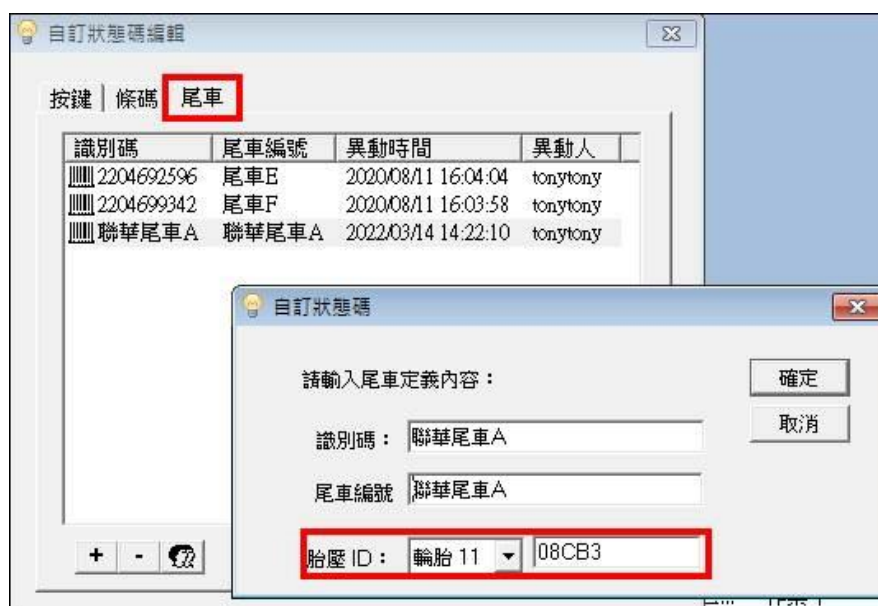 自訂狀態碼編輯
按鍵 條碼 尾車
識別碼 尾車編號 異動時間 異動人
2204692596 尾車E 2020/08/11 16:04:04 tonytony
2204699342 尾車F 2020/08/11 16:03:58 tonytony
聯華尾車A 聯華尾車A 2022/03/14 14:22:10 tonytony
+ -
自訂狀態碼
請輸入尾車定義內容：
確定
識別碼： 聯華尾車A
取消
尾車編號 聯華尾車A
胎壓 ID： 輪胎 11 08CB3